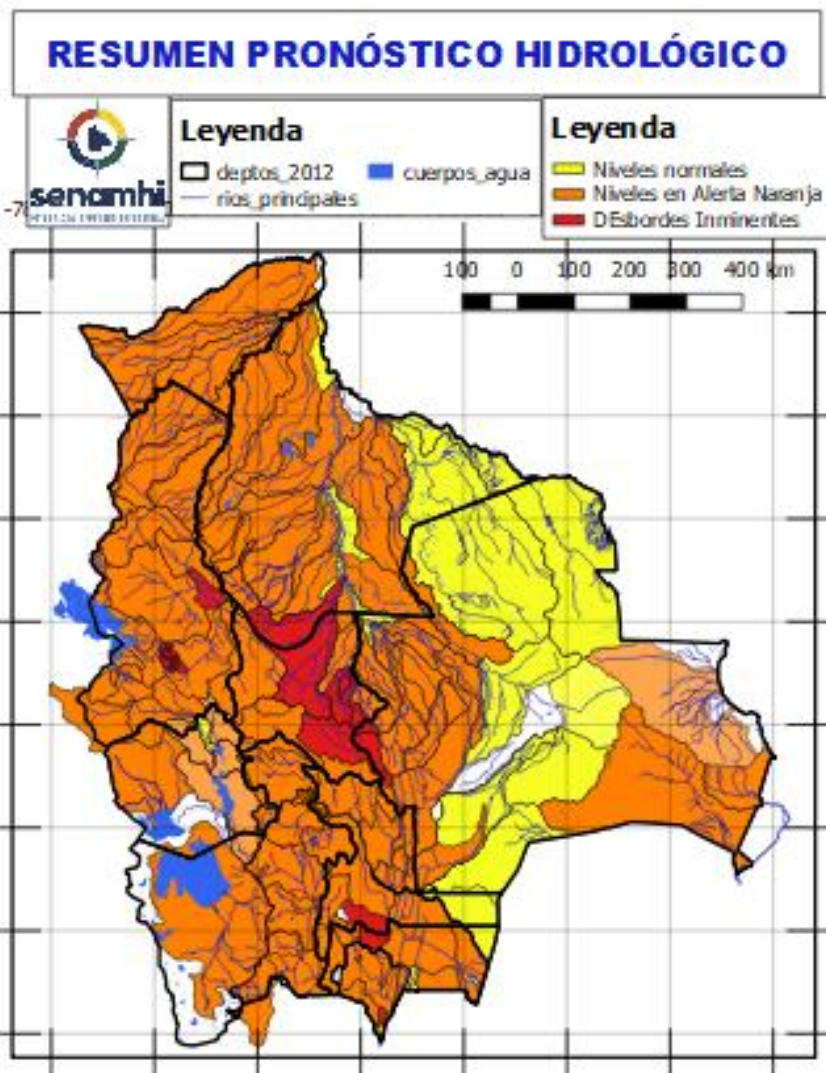 RESUMEN PRONÓSTICO HIDROLÓGICO
senamhi
Leyenda
deptos_2012
cuerpos_agua
rios_principales
Leyenda
Niveles normales
Niveles en Alerta Naranja
DEsbordes Inminentes
100 0 100 200 300 400 km